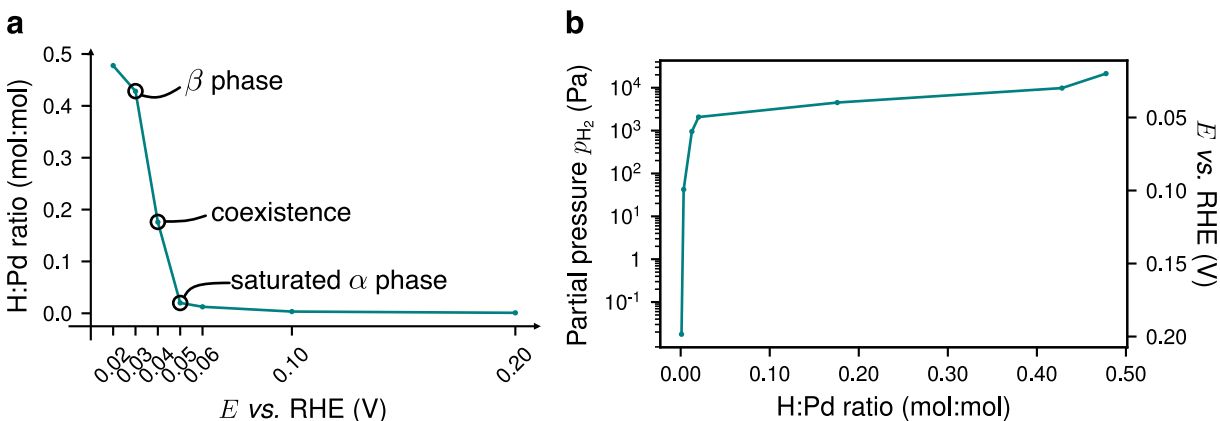 a
H:Pd ratio (mol:mol)
0.5
0.4
0.3
0.2
0.1
0.0
β phase
coexistence
saturated α phase
0.02
0.03
0.04
0.05
0.06
0.10
0.20
E vs. RHE (V)
b
Partial pressure p_H₂ (Pa)
10⁴
10³
10²
10¹
1
10⁻¹
0.05
0.10
0.15
0.20
E vs. RHE (V)
0.00
0.10
0.20
0.30
0.40
0.50
H:Pd ratio (mol:mol)